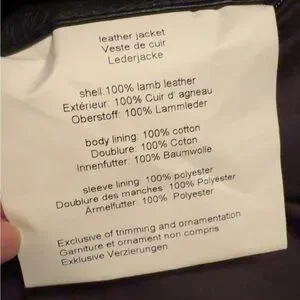 leather jacket
Veste de cuir
Lederjacke
shell:100% lamb leather
Extérieur: 100% Cuir d' agneau
Oberstoff: 100% Lammleder
body lining: 100% cotton
Doublure: 100% Coton
Innenfutter: 100% Baumwolle
sleeve lining: 100% polyester
Doublure des manches: 100% Polyester
Ärmelfutter: 100% Polyester
Exclusive of trimming and ornamentation
Garniture et ornament non compris
Exklusive Verzierungen